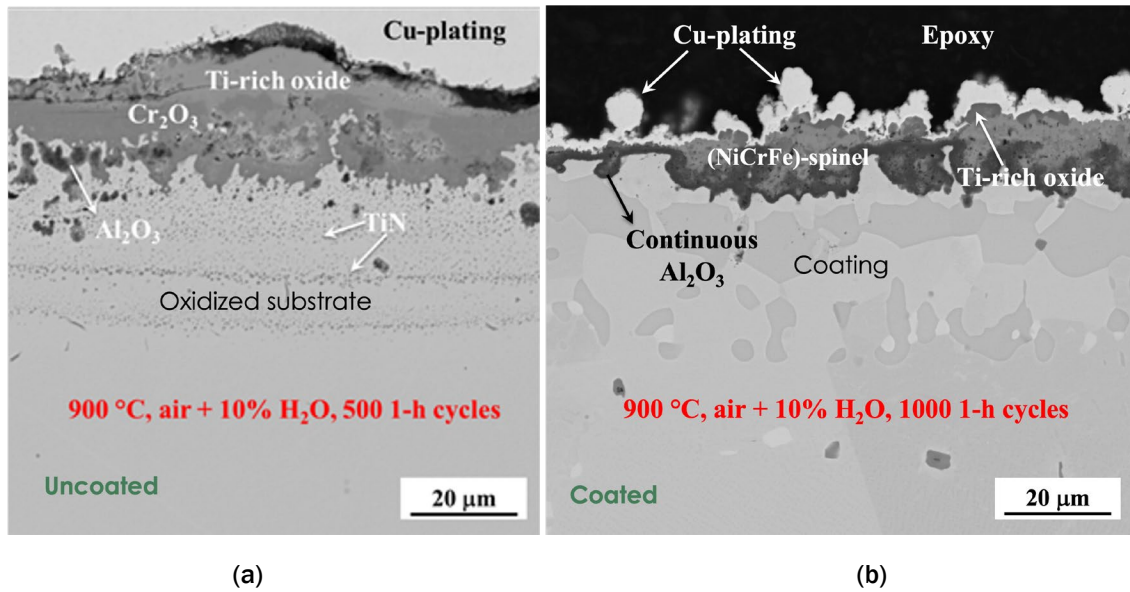 Cu-plating
Ti-rich oxide
Cr₂O₃
Al₂O₃
TiN
Oxidized substrate
900 °C, air + 10% H₂O, 500 1-h cycles
Uncoated
20 µm
(a)
Cu-plating
Epoxy
(NiCrFe)-spinel
Ti-rich oxide
Continuous
Al₂O₃
Coating
900 °C, air + 10% H₂O, 1000 1-h cycles
Coated
20 µm
(b)